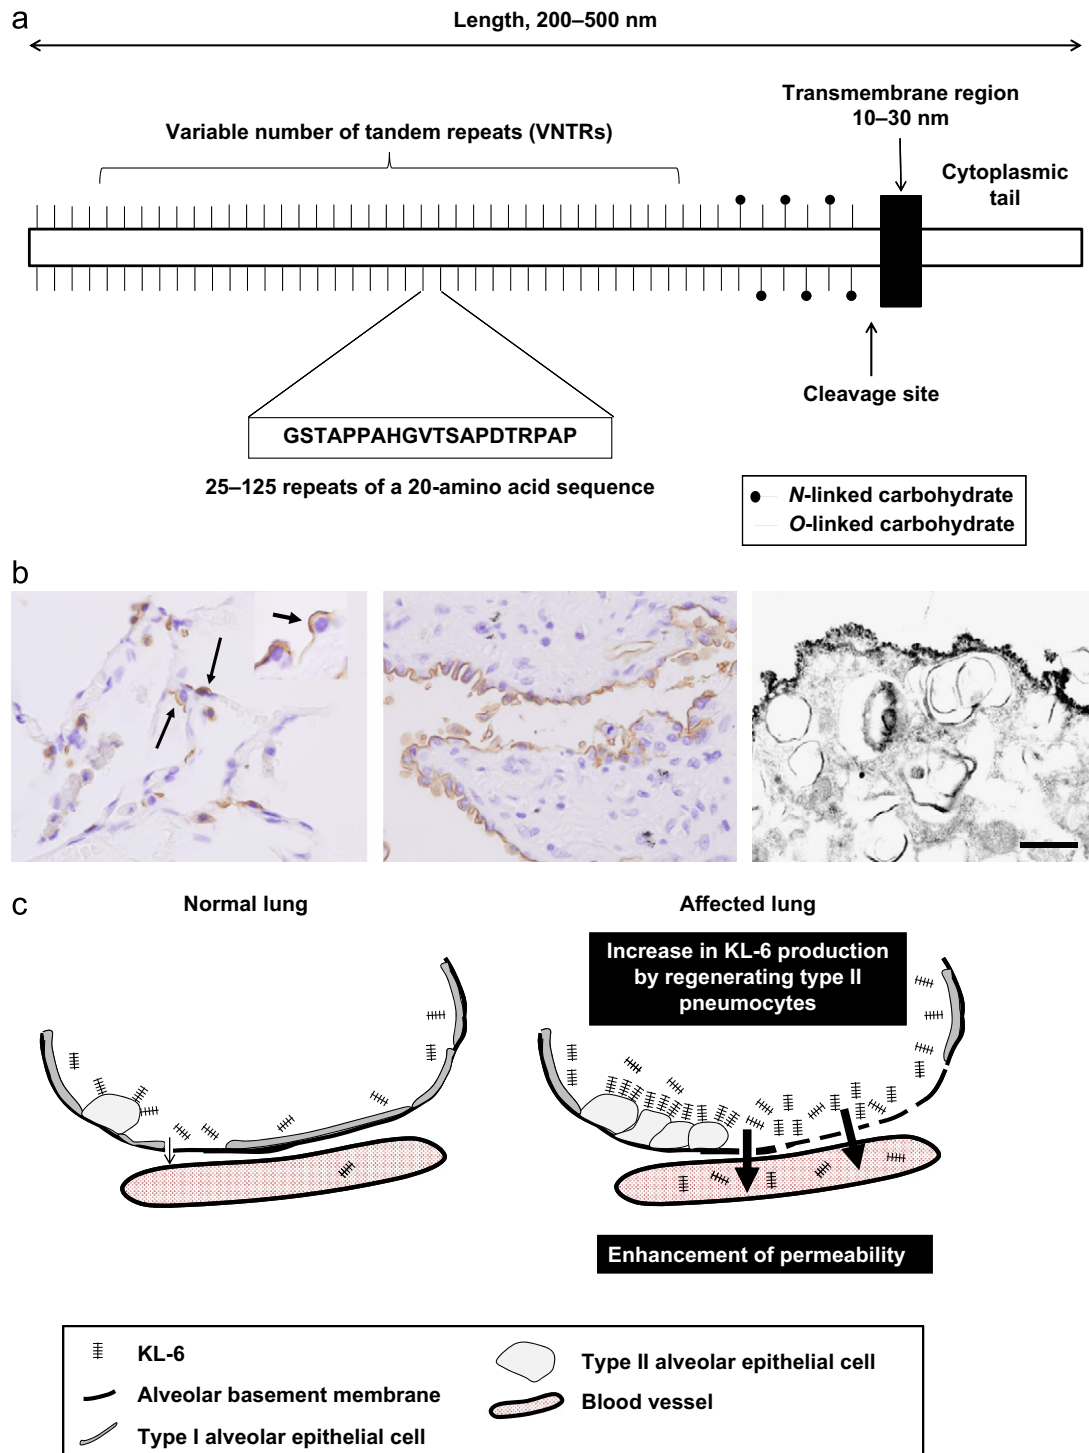 a
Length, 200–500 nm
Transmembrane region
10–30 nm
Variable number of tandem repeats (VNTRs)
Cytoplasmic
tail
Cleavage site
GSTAPPAHGVTSAPDTRPAP
25–125 repeats of a 20-amino acid sequence
N-linked carbohydrate
O-linked carbohydrate
b
c
Normal lung
Affected lung
Increase in KL-6 production
by regenerating type II
pneumocytes
Enhancement of permeability
KL-6
Alveolar basement membrane
Type I alveolar epithelial cell
Type II alveolar epithelial cell
Blood vessel